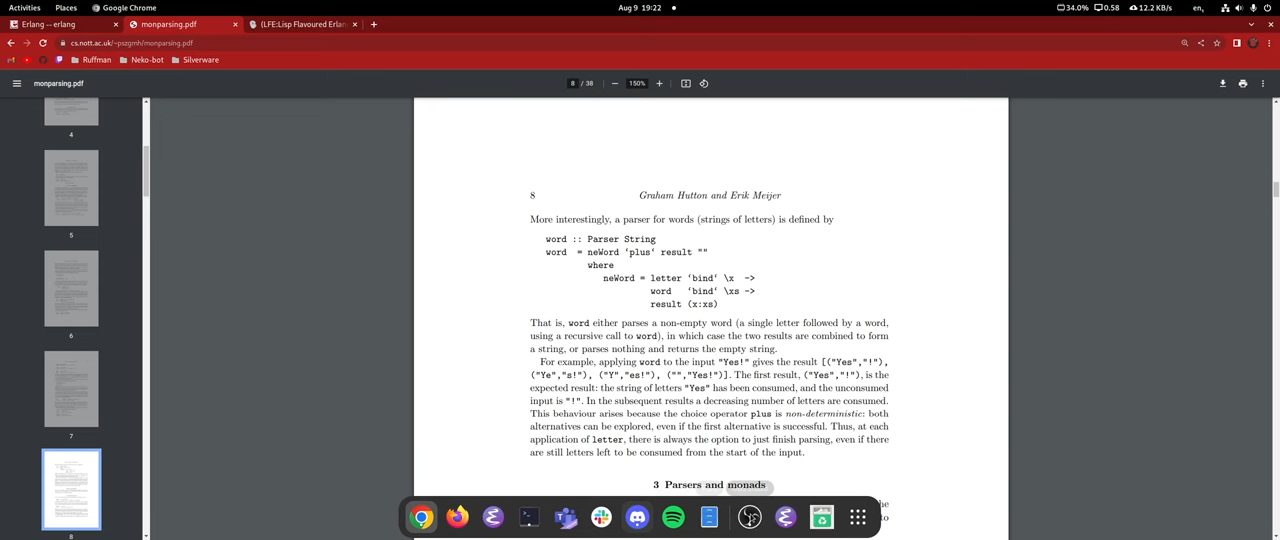 Activities
Places
Google Chrome
Aug 9 19:22
34.0%
0.58
12.2 KB/s
en,
Erlang -- erlang
monparsing.pdf
(LFE:Lisp Flavoured Erlan
cs.nott.ac.uk/~pszgmh/monparsing.pdf
Ruffman
Neko-bot
Silverware
monparsing.pdf
8 / 38
150%
4
5
6
7
8
8 Graham Hutton and Erik Meijer
More interestingly, a parser for words (strings of letters) is defined by
word :: Parser String
word = neWord ‘plus‘ result ""
where
neWord = letter ‘bind‘ \x ->
word ‘bind‘ \xs ->
result (x:xs)
That is, word either parses a non-empty word (a single letter followed by a word,
using a recursive call to word), in which case the two results are combined to form
a string, or parses nothing and returns the empty string.
For example, applying word to the input "Yes!" gives the result [("Yes","!"),
("Ye","s!"), ("Y","es!"), ("","Yes!")]. The first result, ("Yes","!"), is the
expected result: the string of letters "Yes" has been consumed, and the unconsumed
input is "!". In the subsequent results a decreasing number of letters are consumed.
This behaviour arises because the choice operator plus is non-deterministic: both
alternatives can be explored, even if the first alternative is successful. Thus, at each
application of letter, there is always the option to just finish parsing, even if there
are still letters left to be consumed from the start of the input.
3 Parsers and monads
he
to